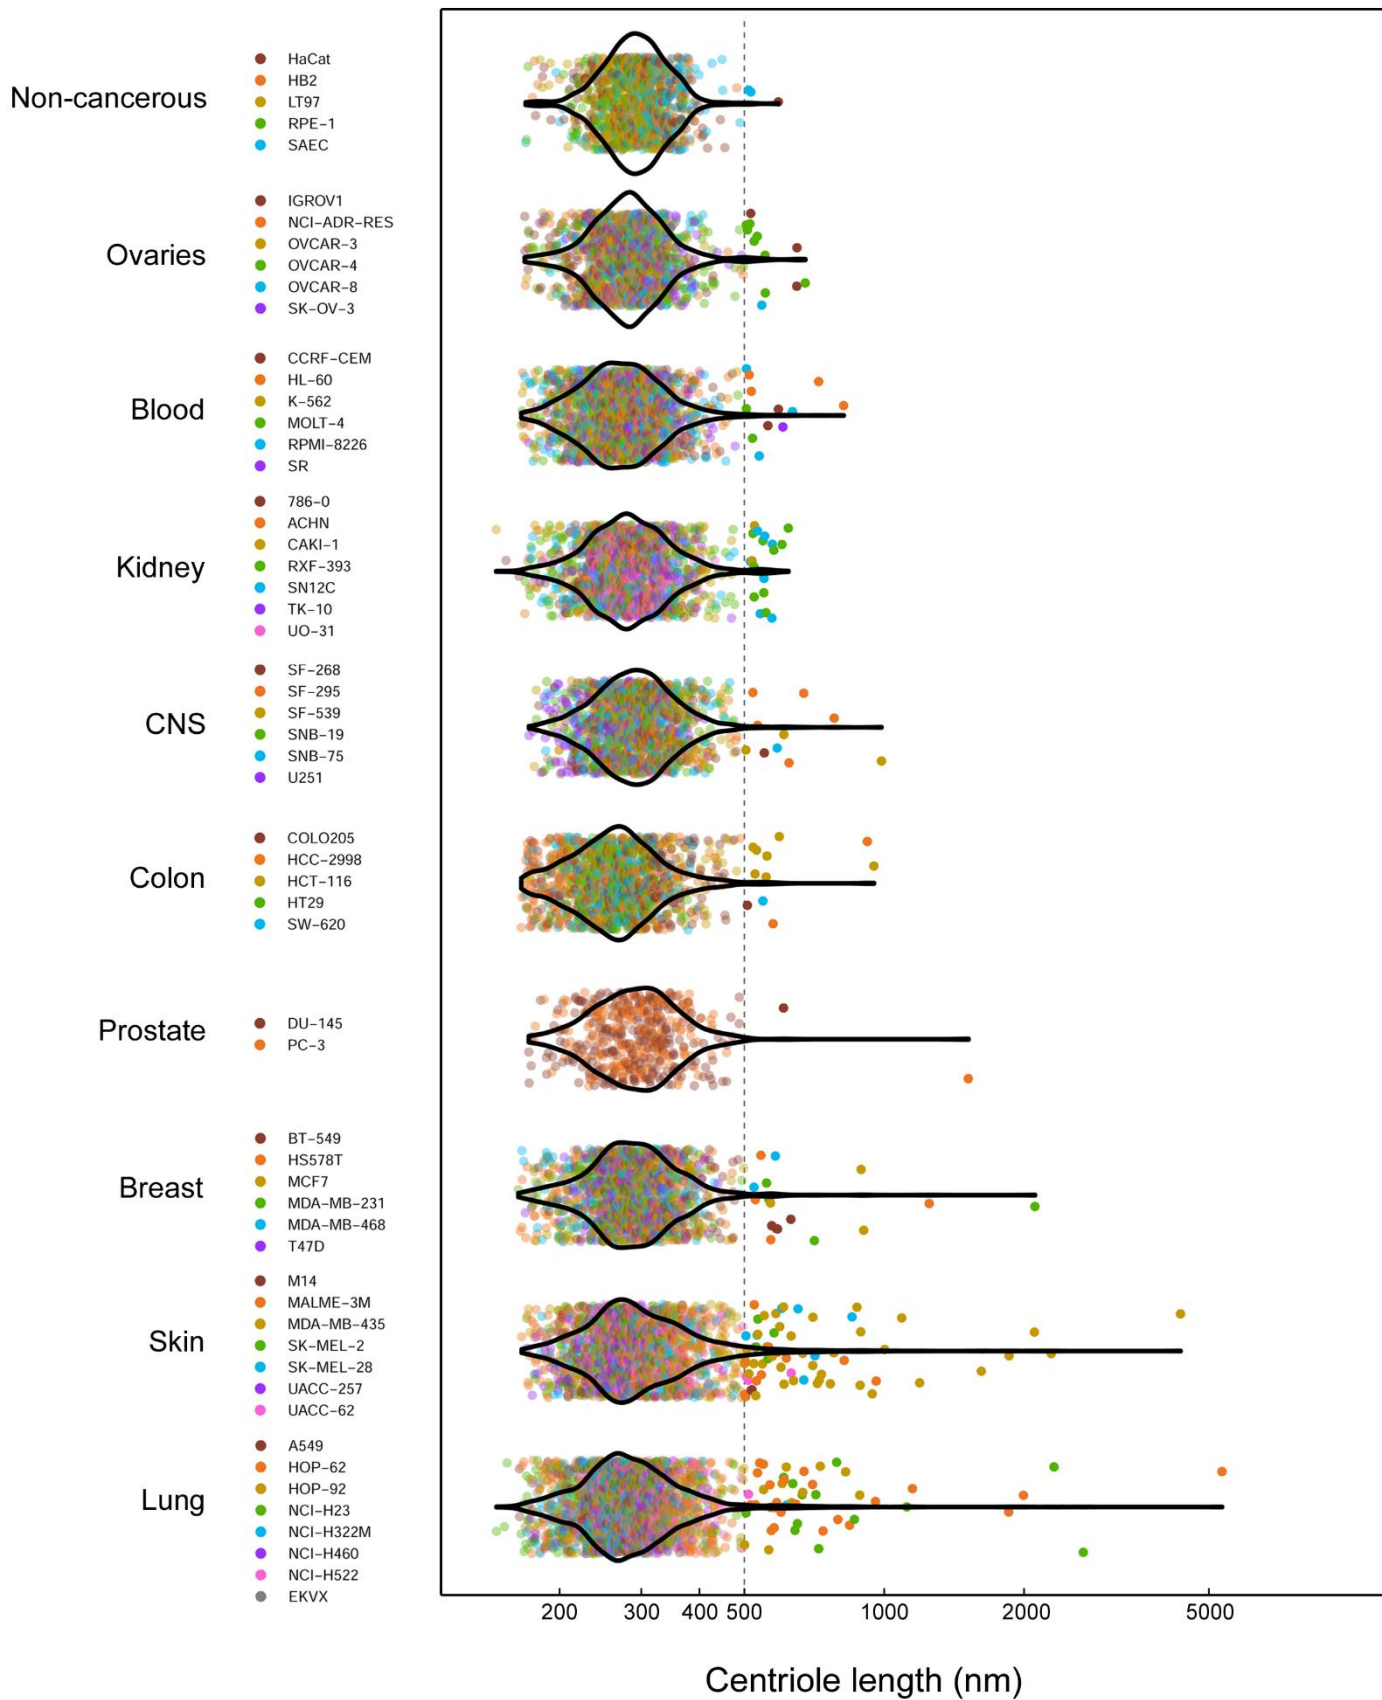 Non-cancerous
HaCat
HB2
LT97
RPE-1
SAEC
Ovaries
IGROV1
NCI-ADR-RES
OVCAR-3
OVCAR-4
OVCAR-8
SK-OV-3
Blood
CCRF-CEM
HL-60
K-562
MOLT-4
RPMI-8226
SR
Kidney
786-0
ACHN
CAKI-1
RXF-393
SN12C
TK-10
UO-31
CNS
SF-268
SF-295
SF-539
SNB-19
SNB-75
U251
Colon
COLO205
HCC-2998
HCT-116
HT29
SW-620
Prostate
DU-145
PC-3
Breast
BT-549
HS578T
MCF7
MDA-MB-231
MDA-MB-468
T47D
Skin
M14
MALME-3M
MDA-MB-435
SK-MEL-2
SK-MEL-28
UACC-257
UACC-62
Lung
A549
HOP-62
HOP-92
NCI-H23
NCI-H322M
NCI-H460
NCI-H522
EKVX
200 300 400 500 1000 2000 5000
Centriole length (nm)